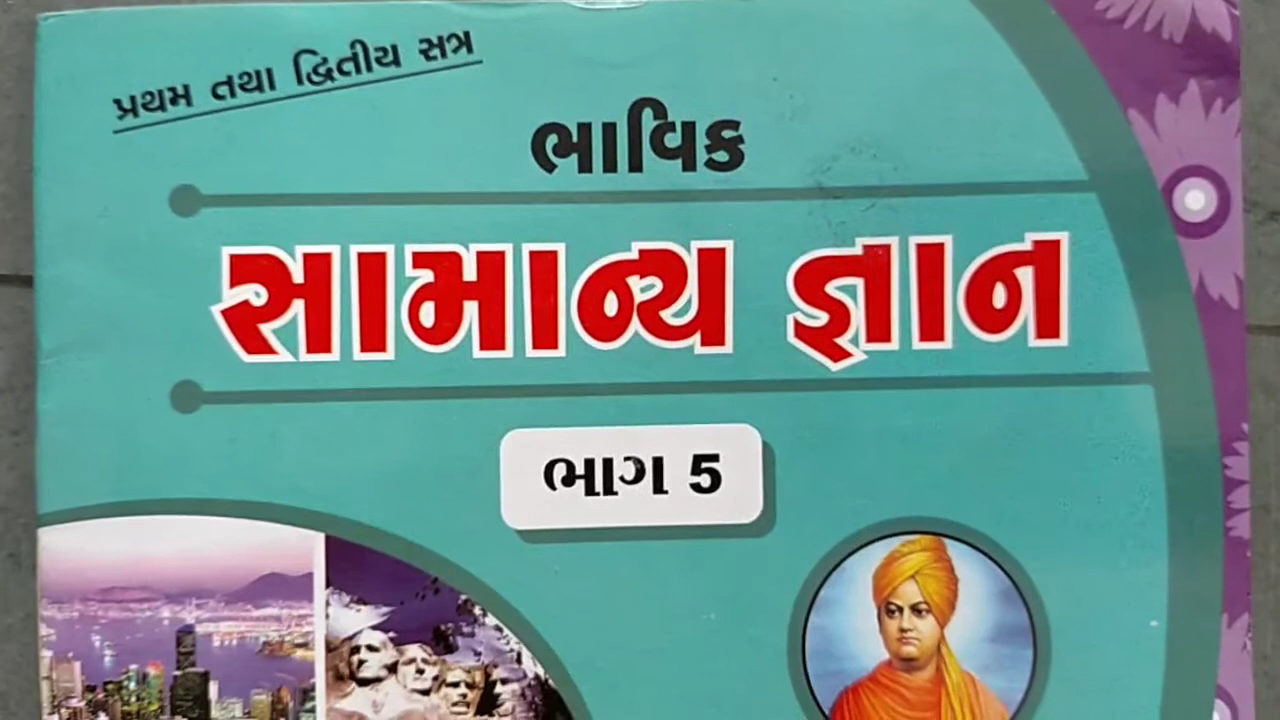 પ્રથમ તથા દ્વિતીય સત્ર
ભાવિક
સામાન્ય જ્ઞાન
ભાગ 5